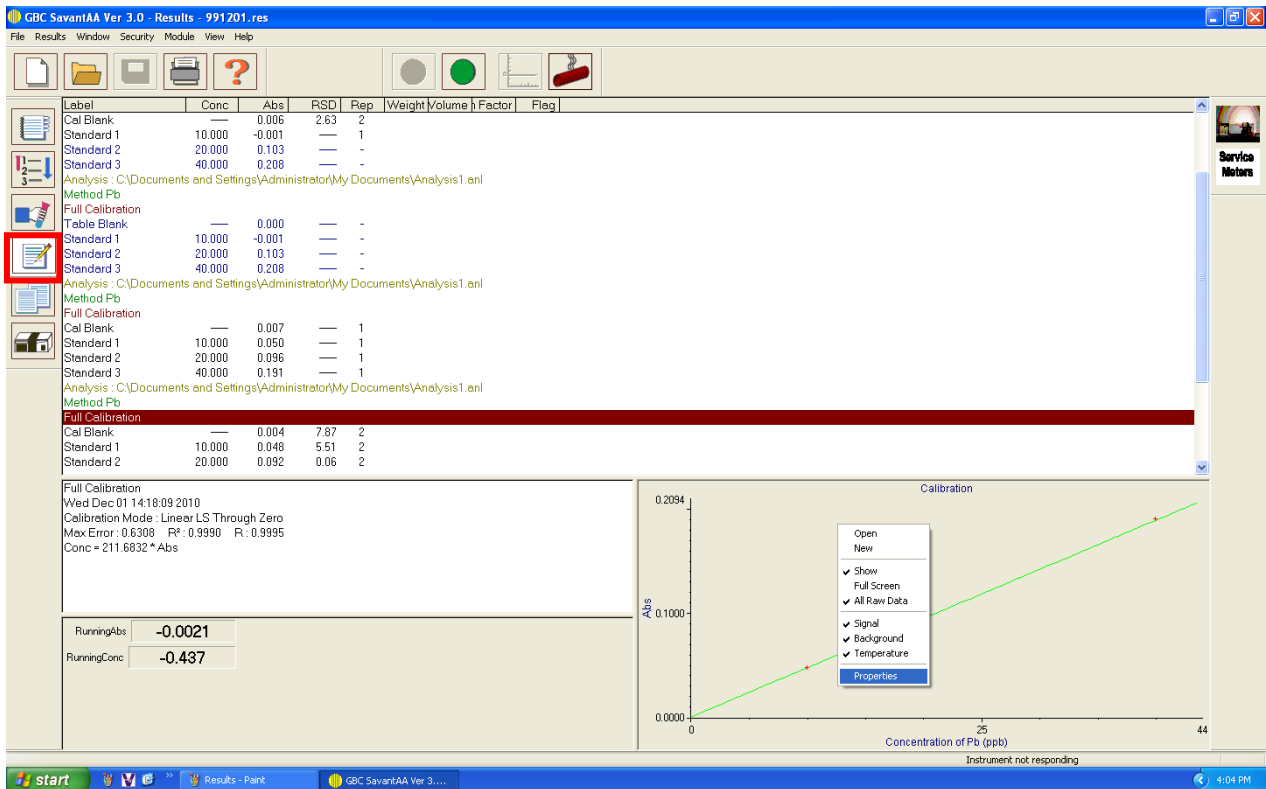 GBC SavantAA Ver 3.0 - Results - 991201.res
File Results Window Security Module View Help
Label Conc Abs RSD Rep Weight Volume Factor Flag
Cal Blank — 0.006 2.63 2
Standard 1 10.000 -0.001 — 1
Standard 2 20.000 0.103 — -
Standard 3 40.000 0.208 — -
Analysis : C:\Documents and Settings\Administrator\My Documents\Analysis1.anl
Method Pb
Full Calibration
Table Blank — 0.000 — -
Standard 1 10.000 -0.001 — -
Standard 2 20.000 0.103 — -
Standard 3 40.000 0.208 — -
Analysis : C:\Documents and Settings\Administrator\My Documents\Analysis1.anl
Method Pb
Full Calibration
Cal Blank — 0.007 — 1
Standard 1 10.000 0.050 — 1
Standard 2 20.000 0.096 — 1
Standard 3 40.000 0.191 — 1
Analysis : C:\Documents and Settings\Administrator\My Documents\Analysis1.anl
Method Pb
Full Calibration
Cal Blank — 0.004 7.87 2
Standard 1 10.000 0.048 5.51 2
Standard 2 20.000 0.092 0.06 2
Service
Meters
Full Calibration
Wed Dec 01 14:18:09 2010
Calibration Mode : Linear LS Through Zero
Max Error : 0.6308 R² : 0.9990 R : 0.9995
Conc = 211.6832 * Abs
RunningAbs -0.0021
RunningConc -0.437
Calibration
0.2094
Abs
0.1000
0.0000
0 25 44
Concentration of Pb (ppb)
Open
New
Show
Full Screen
All Raw Data
Signal
Background
Temperature
Properties
Instrument not responding
start
Results - Paint
GBC SavantAA Ver 3....
4:04 PM